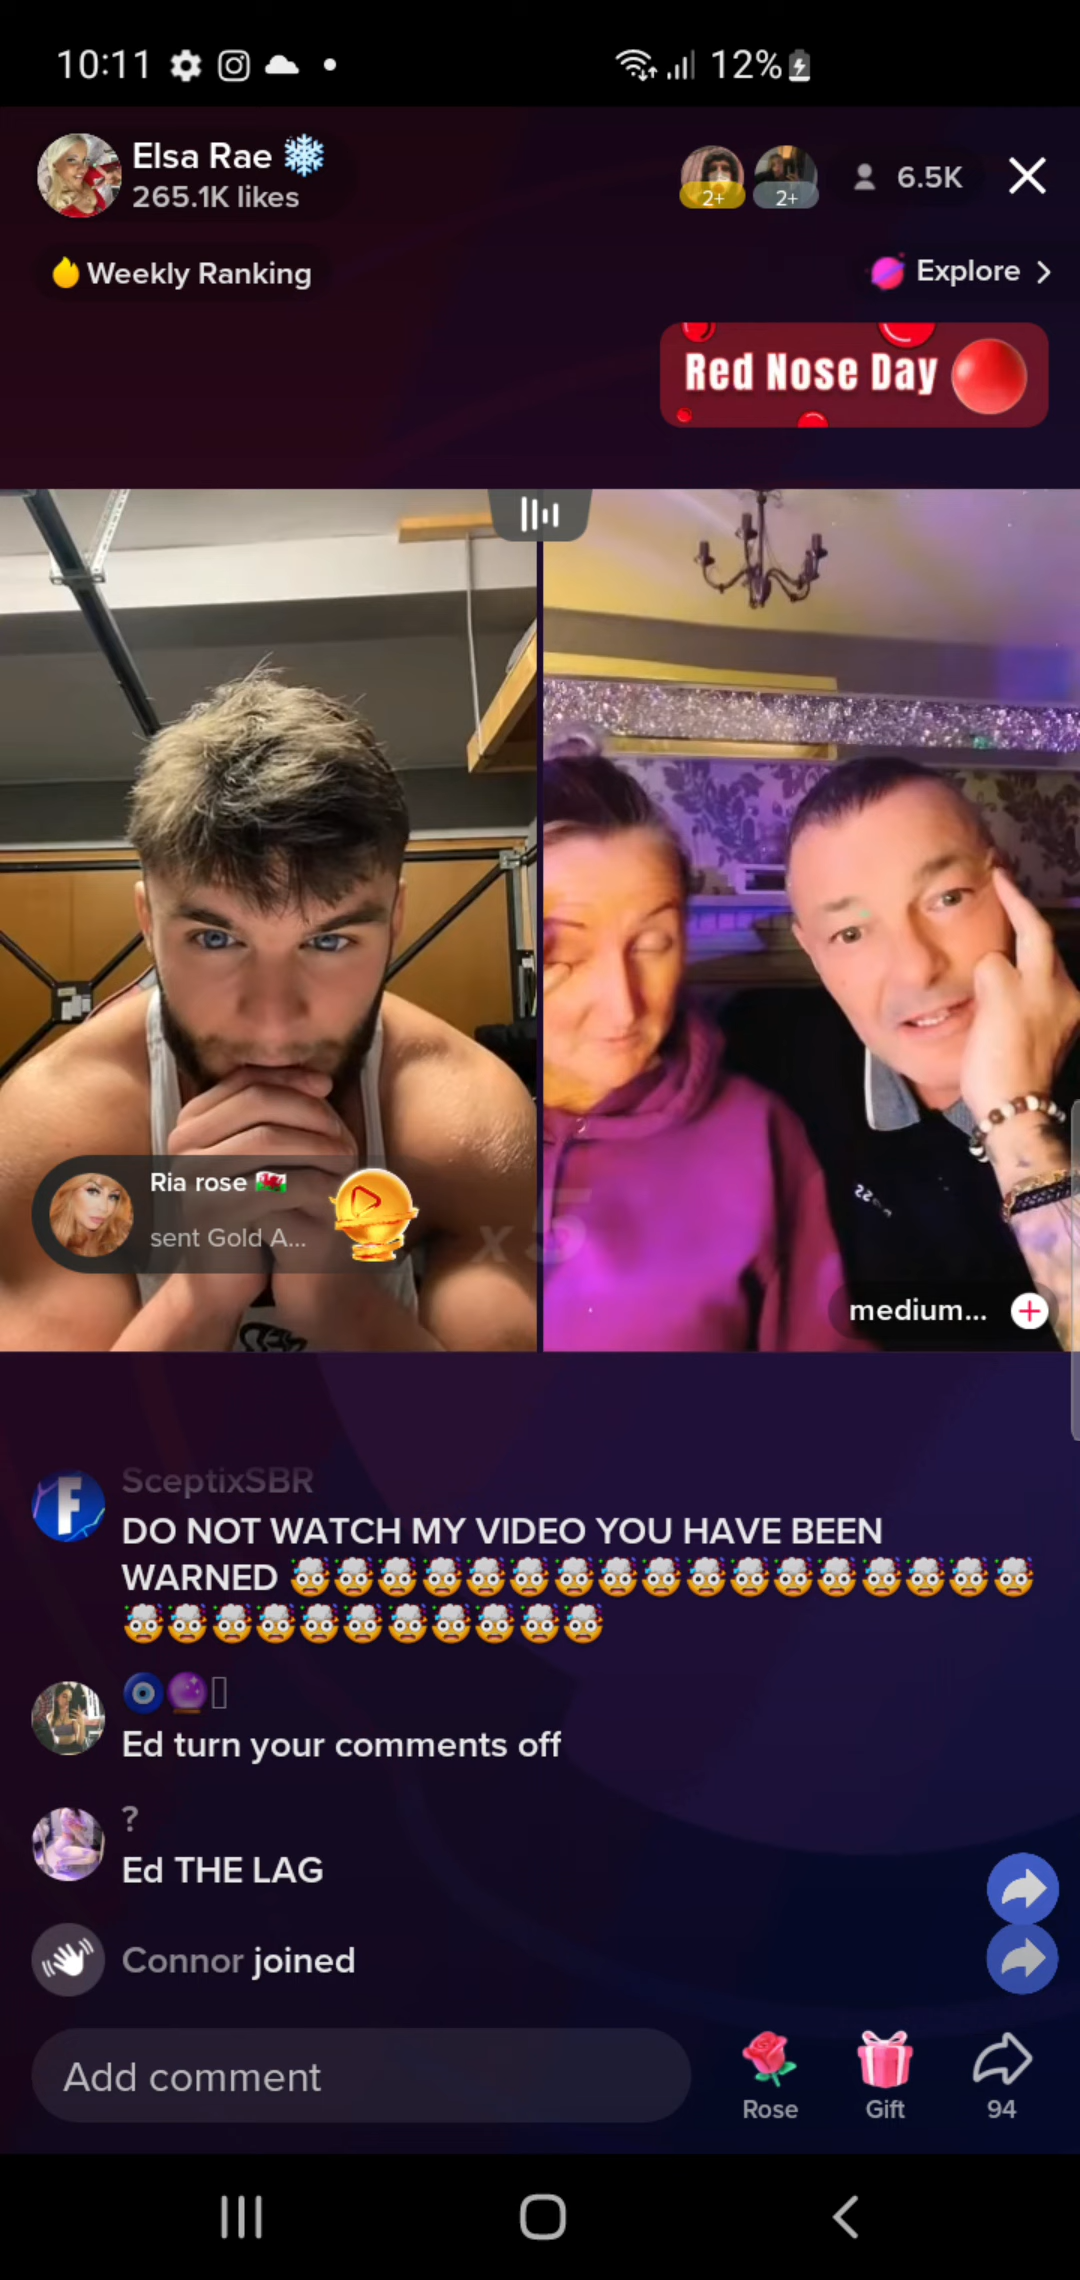 10:11
12%
Elsa Rae ❄️
265.1K likes
2+
2+
6.5K
Weekly Ranking
Explore
Red Nose Day
Ria rose 🏴󠁧󠁢󠁷󠁬󠁳󠁿
sent Gold A...
x5
22
medium...
SceptixSBR
DO NOT WATCH MY VIDEO YOU HAVE BEEN
WARNED 🤯🤯🤯🤯🤯🤯🤯🤯🤯🤯🤯🤯🤯🤯🤯🤯🤯
🤯🤯🤯🤯🤯🤯🤯🤯🤯🤯🤯
🧿🔮
Ed turn your comments off
?
Ed THE LAG
Connor joined
Add comment
Rose
Gift
94